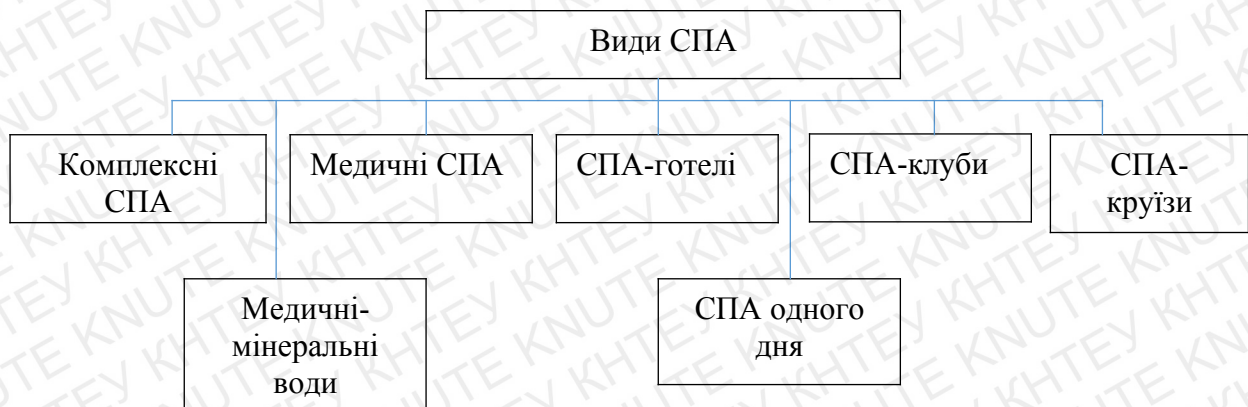 Види СПА
Комплексні
СПА
Медичні СПА
СПА-готелі
СПА-клуби
СПА-
круїзи
Медичні-
мінеральні
води
СПА одного
дня